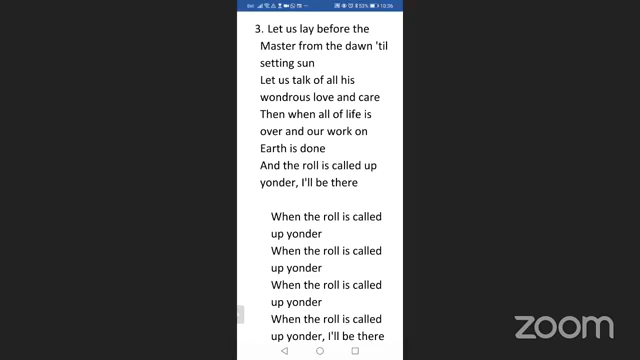 53% 10:36
3. Let us lay before the
Master from the dawn 'til
setting sun
Let us talk of all his
wondrous love and care
Then when all of life is
over and our work on
Earth is done
And the roll is called up
yonder, I'll be there
When the roll is called
up yonder
When the roll is called
up yonder
When the roll is called
up yonder
When the roll is called
up yonder, I'll be there
zoom